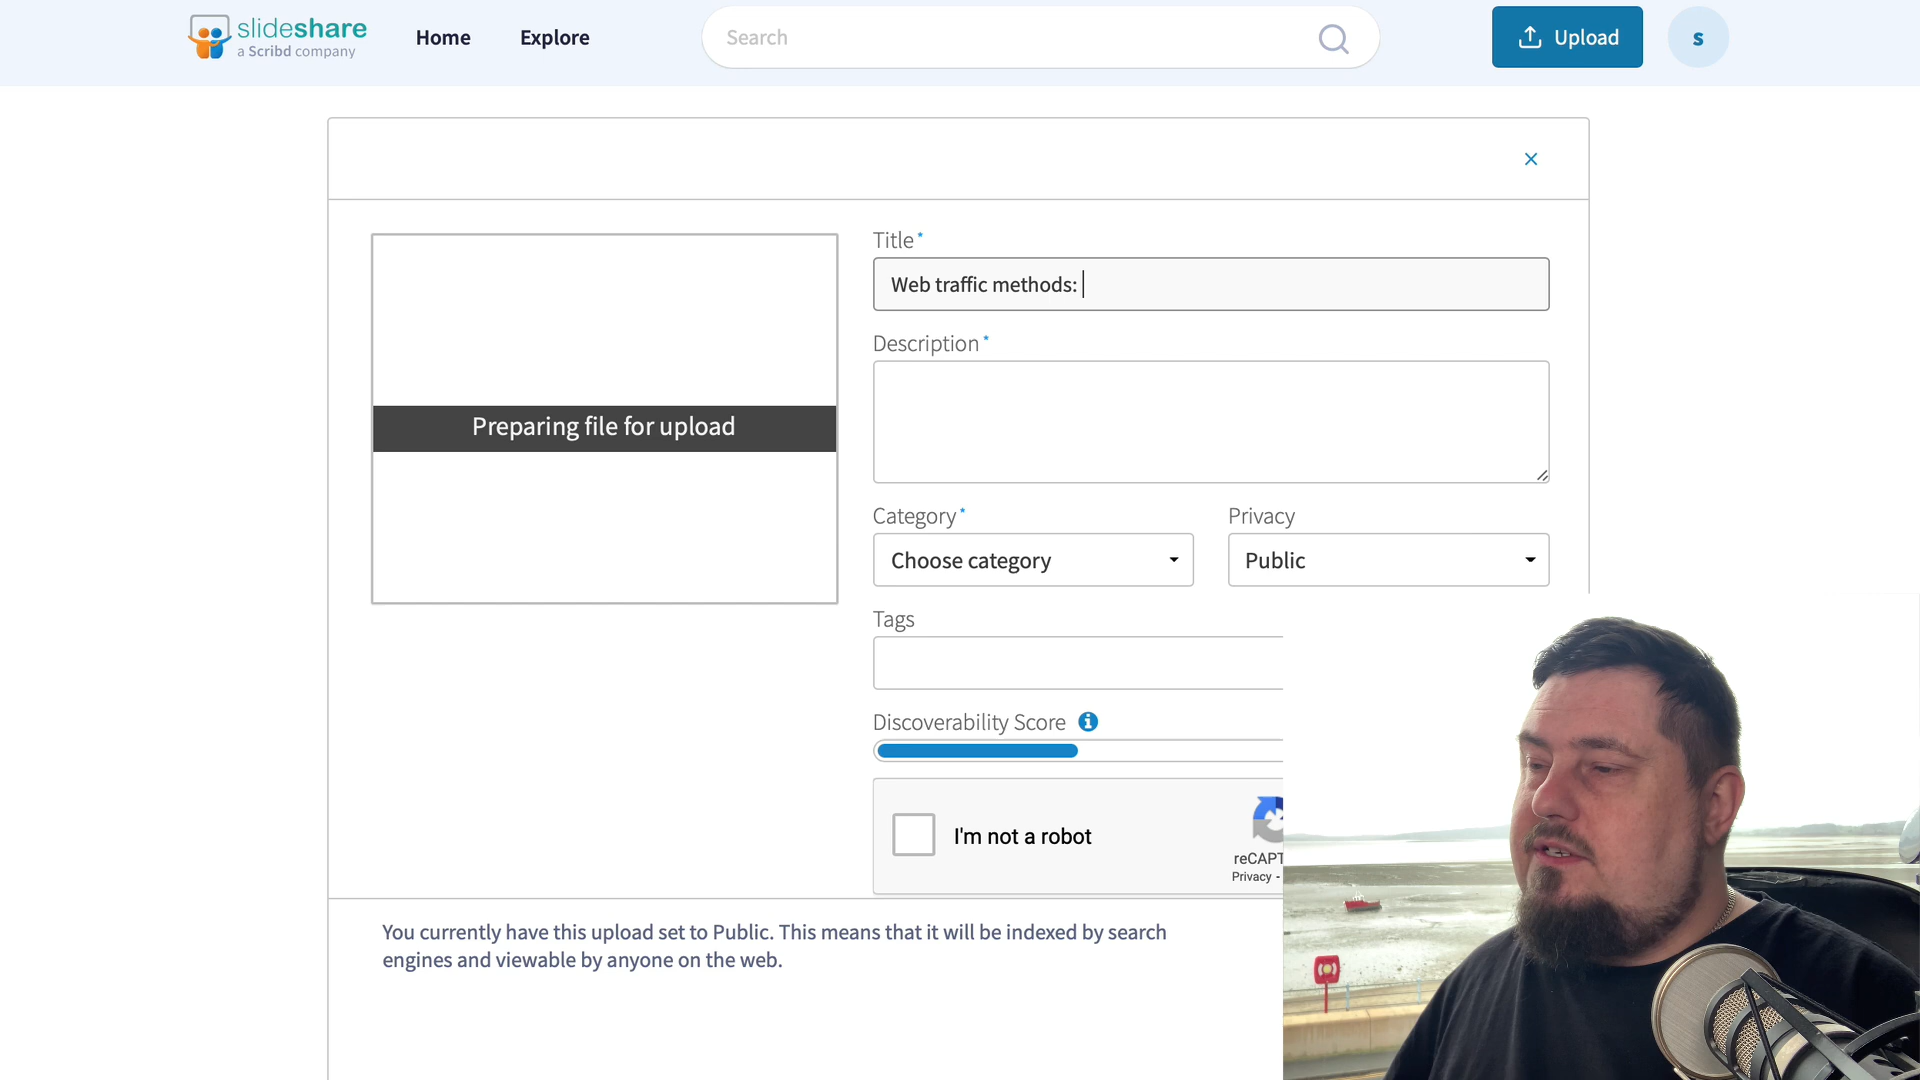 slideshare
a Scribd company
Home
Explore
Search
Upload
s
Title*
Web traffic methods:
Description*
Preparing file for upload
Category*
Privacy
Choose category
Public
Tags
Discoverability Score
I'm not a robot
reCAPT
Privacy -
You currently have this upload set to Public. This means that it will be indexed by search
engines and viewable by anyone on the web.